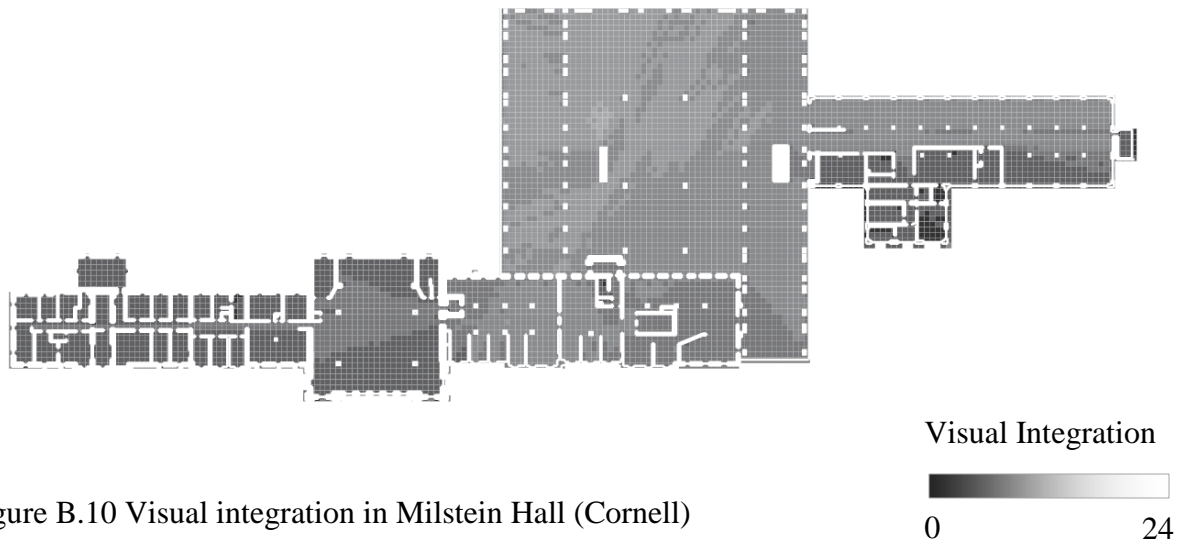 Visual Integration
gure B.10 Visual integration in Milstein Hall (Cornell)
0 24